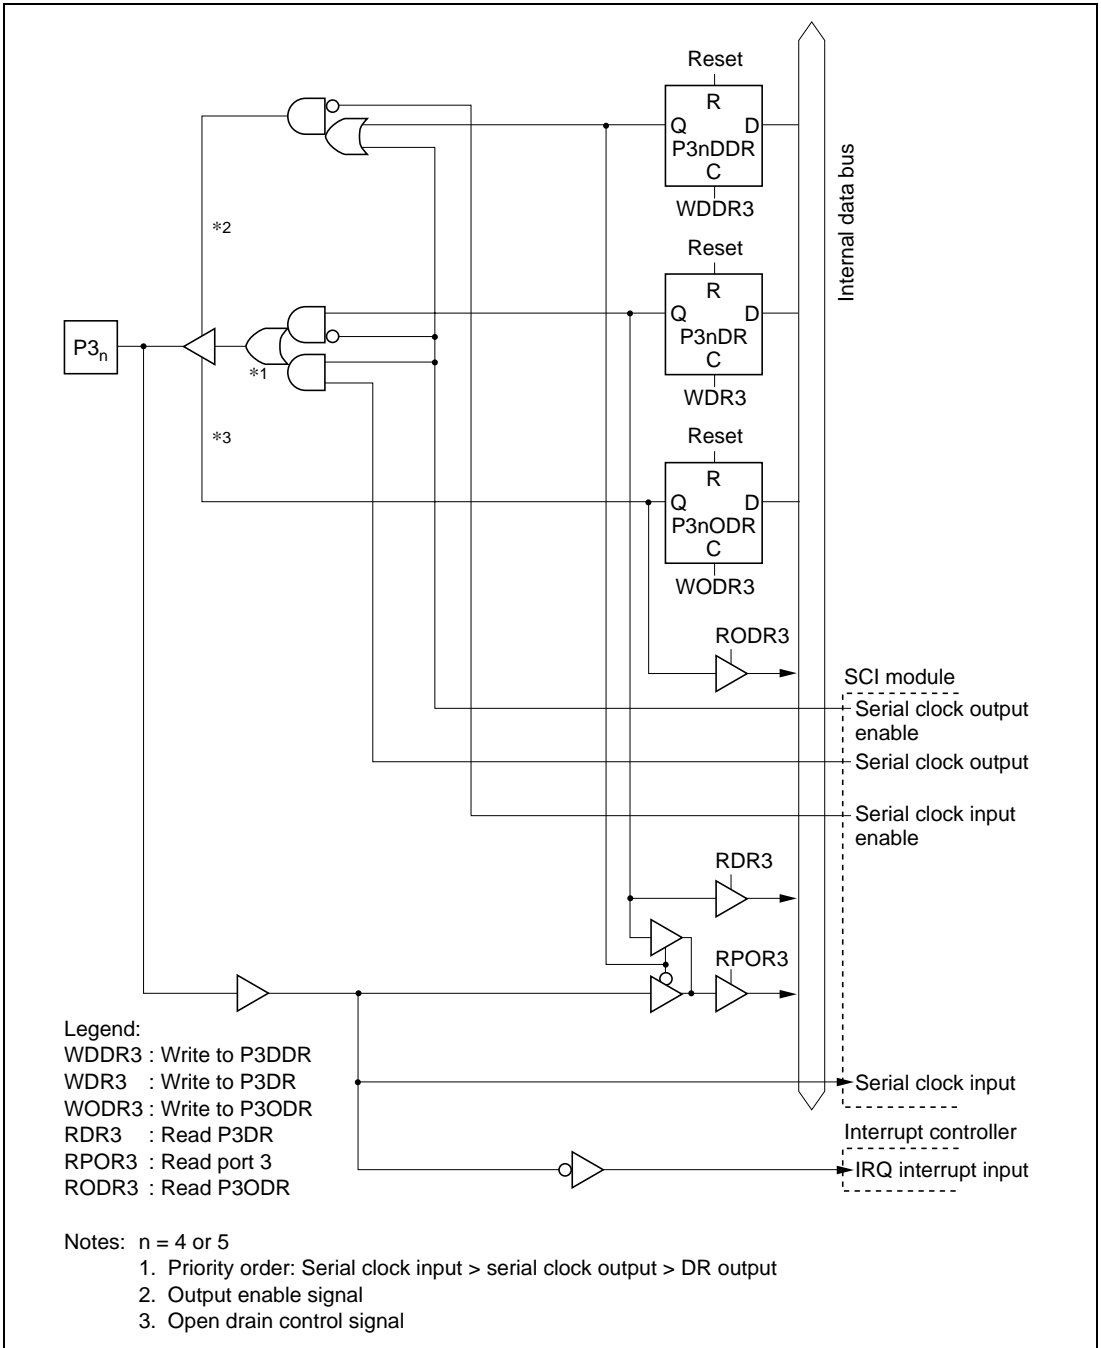 Reset
R
Q D
P3nDDR
C
WDDR3
Internal data bus
*2
Reset
R
Q D
P3nDR
C
WDR3
P3n
*1
*3
Reset
R
Q D
P3nODR
C
WODR3
RODR3
SCI module
Serial clock output
enable
Serial clock output
Serial clock input
enable
RDR3
RPOR3
Legend:
WDDR3 : Write to P3DDR
WDR3 : Write to P3DR
WODR3 : Write to P3ODR
RDR3 : Read P3DR
RPOR3 : Read port 3
RODR3 : Read P3ODR
Serial clock input
Interrupt controller
IRQ interrupt input
Notes: n = 4 or 5
1. Priority order: Serial clock input > serial clock output > DR output
2. Output enable signal
3. Open drain control signal